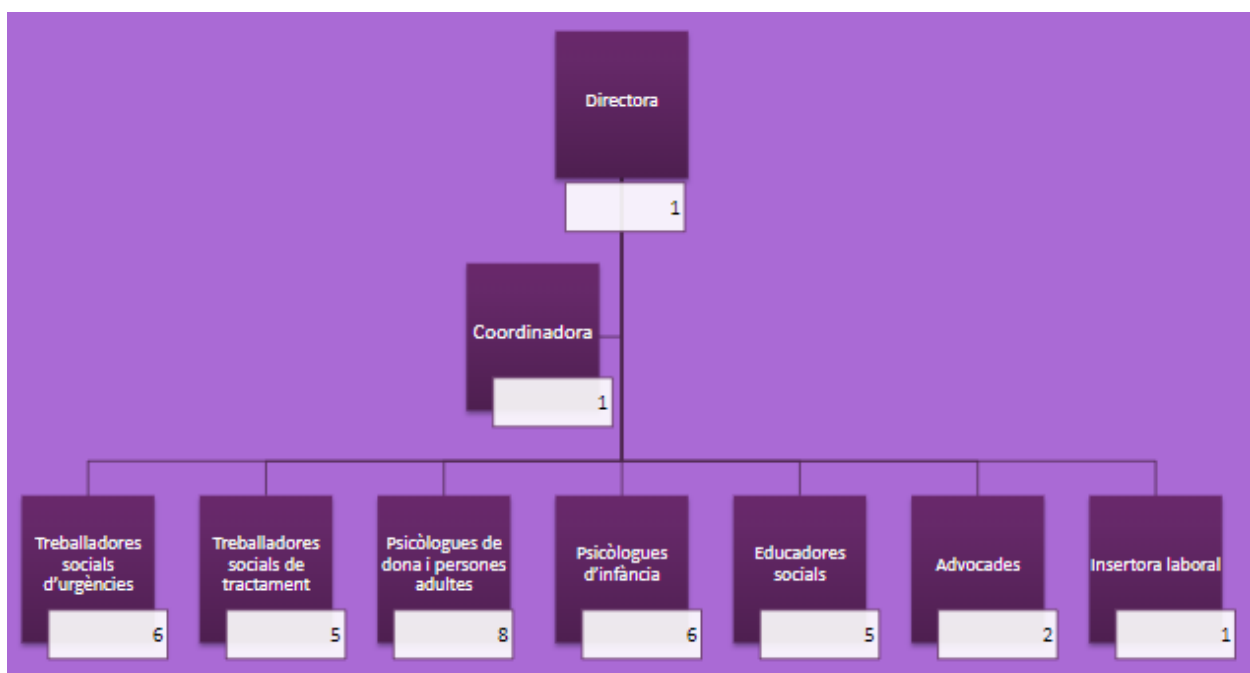 Directora
1
Coordinadora
1
Treballadores
socials
d’urgències
6
Treballadores
socials de
tractament
5
Psicòlogues de
dona i persones
adultes
8
Psicòlogues
d’infància
6
Educadores
socials
5
Advocades
2
Insertora laboral
1